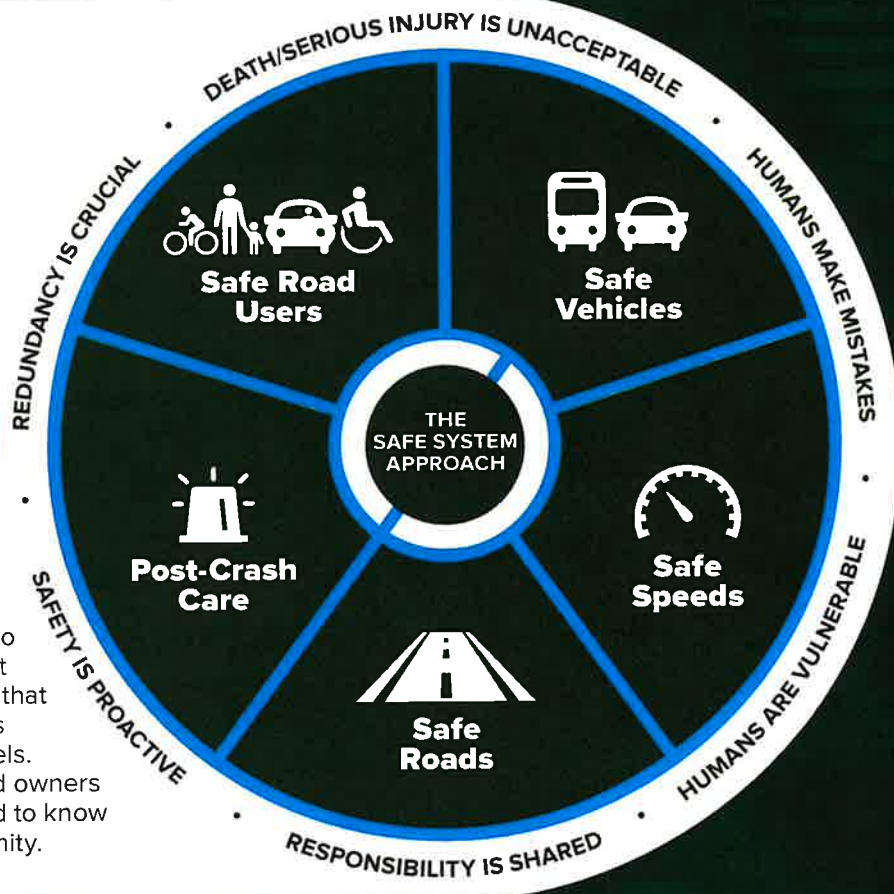 DEATH/SERIOUS INJURY IS UNACCEPTABLE
HUMANS MAKE MISTAKES
HUMANS ARE VULNERABLE
RESPONSIBILITY IS SHARED
SAFETY IS PROACTIVE
REDUNDANCY IS CRUCIAL
Safe Road
Users
Safe
Vehicles
THE
SAFE SYSTEM
APPROACH
Safe
Speeds
Post-Crash
Care
Safe
Roads
that
owners
d to know